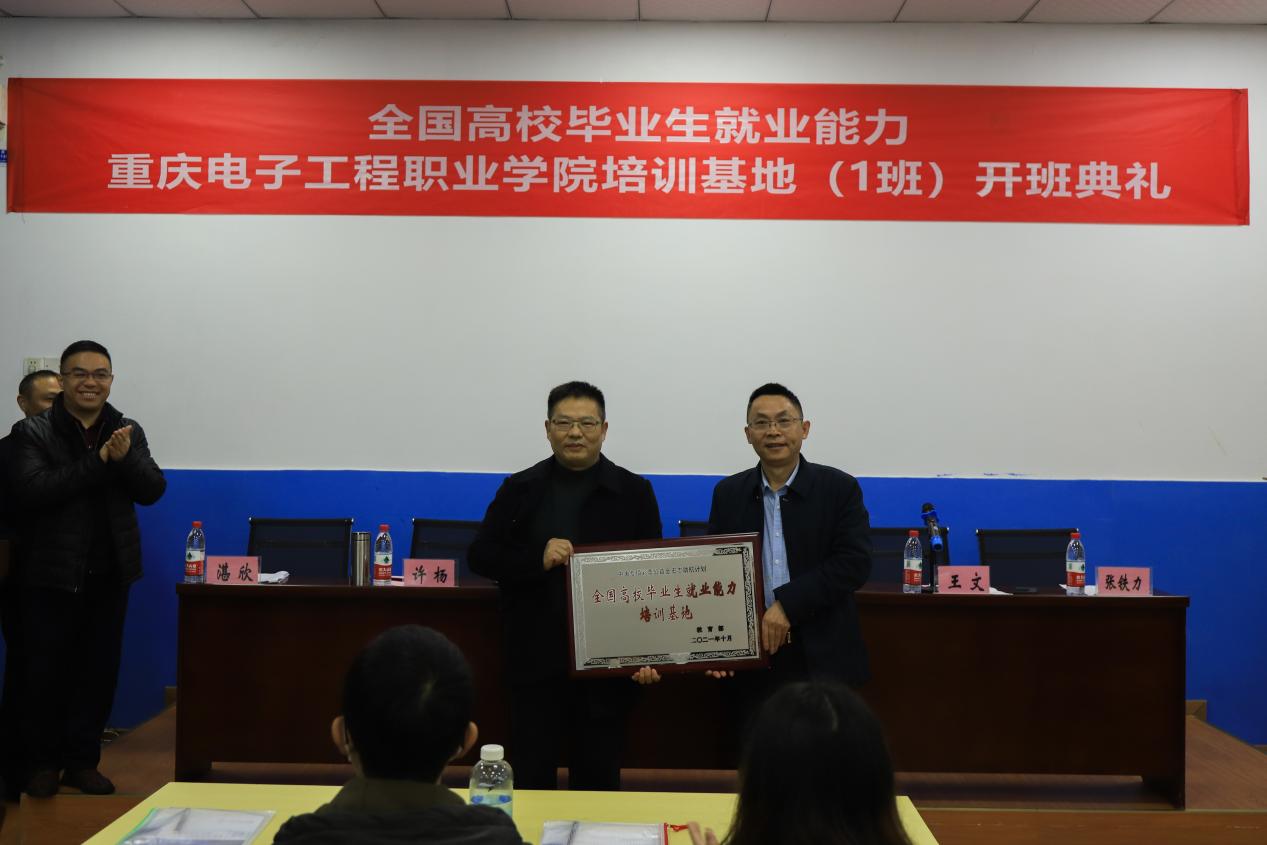 全国高校毕业生就业能力
重庆电子工程职业学院培训基地（1班）开班典礼
全国高校毕业生就业能力
培训基地
教育部
二〇二一年十月
湛欣
许杨
王文
张铁力